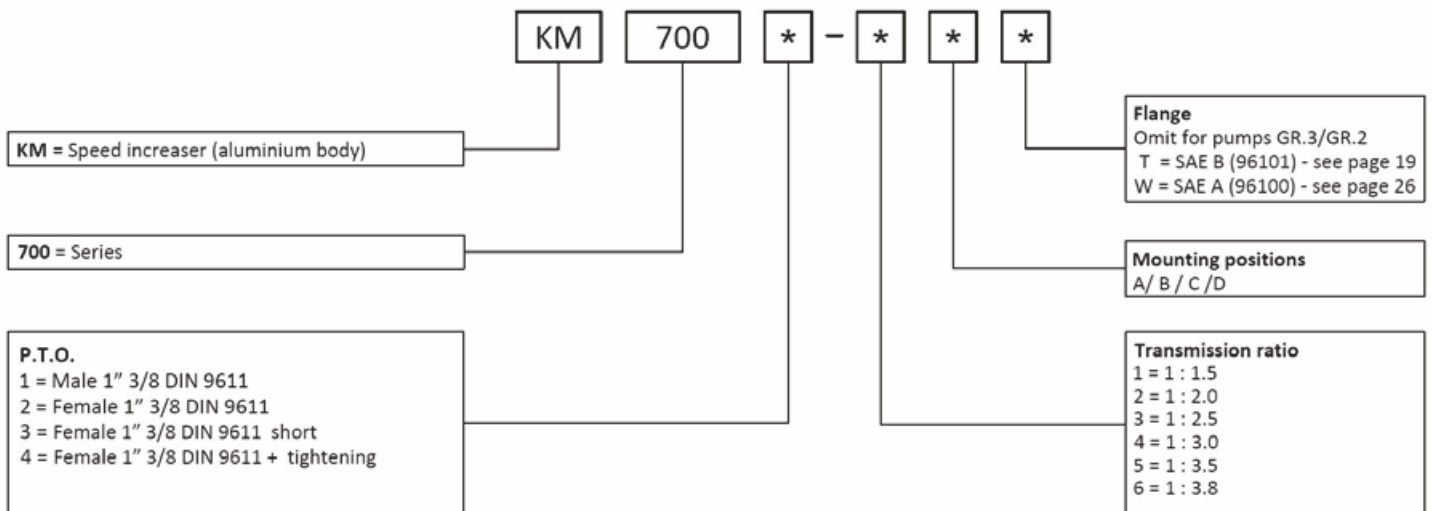 KM 700 * – * * *
KM = Speed increaser (aluminium body)
700 = Series
P.T.O.
1 = Male 1” 3/8 DIN 9611
2 = Female 1” 3/8 DIN 9611
3 = Female 1” 3/8 DIN 9611 short
4 = Female 1” 3/8 DIN 9611 + tightening
Flange
Omit for pumps GR.3/GR.2
T = SAE B (96101) - see page 19
W = SAE A (96100) - see page 26
Mounting positions
A/ B / C /D
Transmission ratio
1 = 1 : 1.5
2 = 1 : 2.0
3 = 1 : 2.5
4 = 1 : 3.0
5 = 1 : 3.5
6 = 1 : 3.8